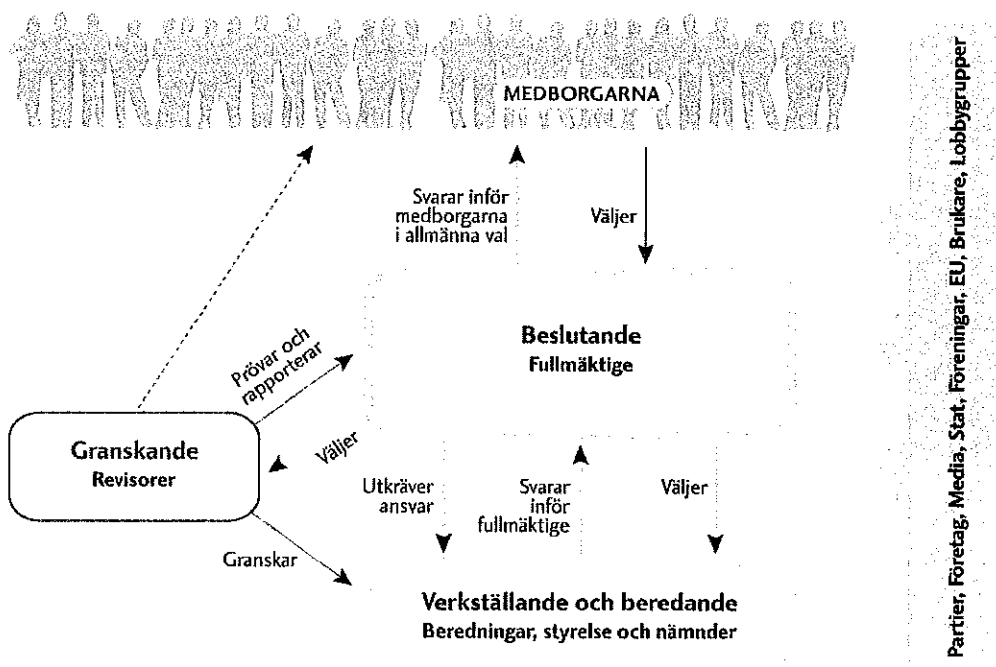 MEDBORGARNA
Svarar inför
medborgarna
i allmänna val
Väljer
Beslutande
Fullmäktige
Prövar och
rapporterar
Väljer
Granskande
Revisorer
Granskar
Utkräver
ansvar
Svarar
inför
fullmäktige
Väljer
Verkställande och beredande
Beredningar, styrelse och nämnder
Partier, Företag, Media, Stat, Föreningar, EU, Brukare, Lobbygrupper